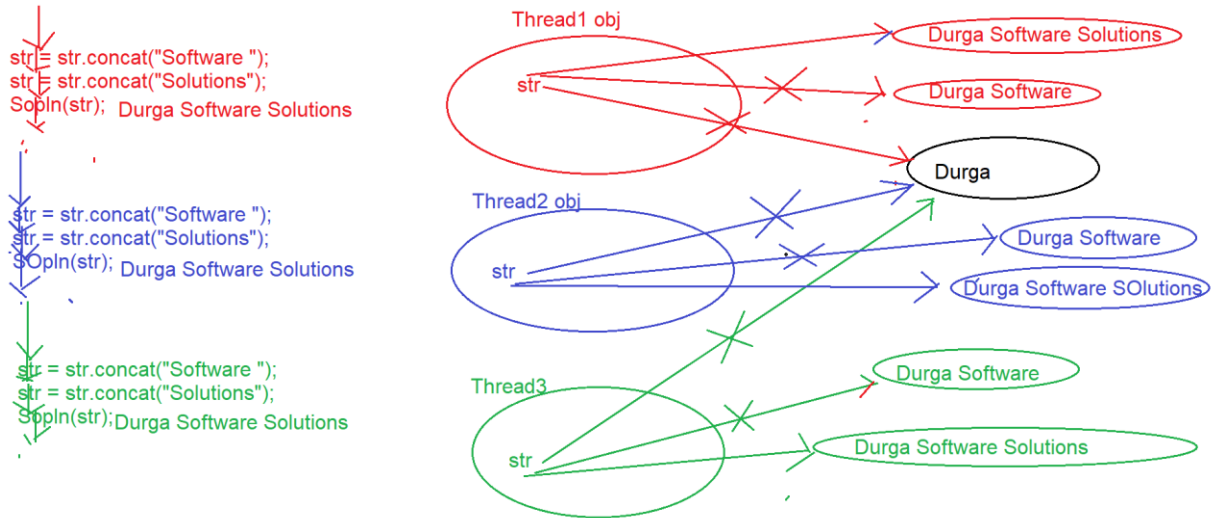 str = str.concat("Software ");
str = str.concat("Solutions");
Sopln(str); Durga Software Solutions
str = str.concat("Software ");
str = str.concat("Solutions");
SOpln(str); Durga Software Solutions
str = str.concat("Software ");
str = str.concat("Solutions");
Sopln(str); Durga Software Solutions
Thread1 obj
str
Durga Software Solutions
Durga Software
Durga
Thread2 obj
str
Durga Software
Durga Software SOlutions
Thread3
str
Durga Software
Durga Software Solutions